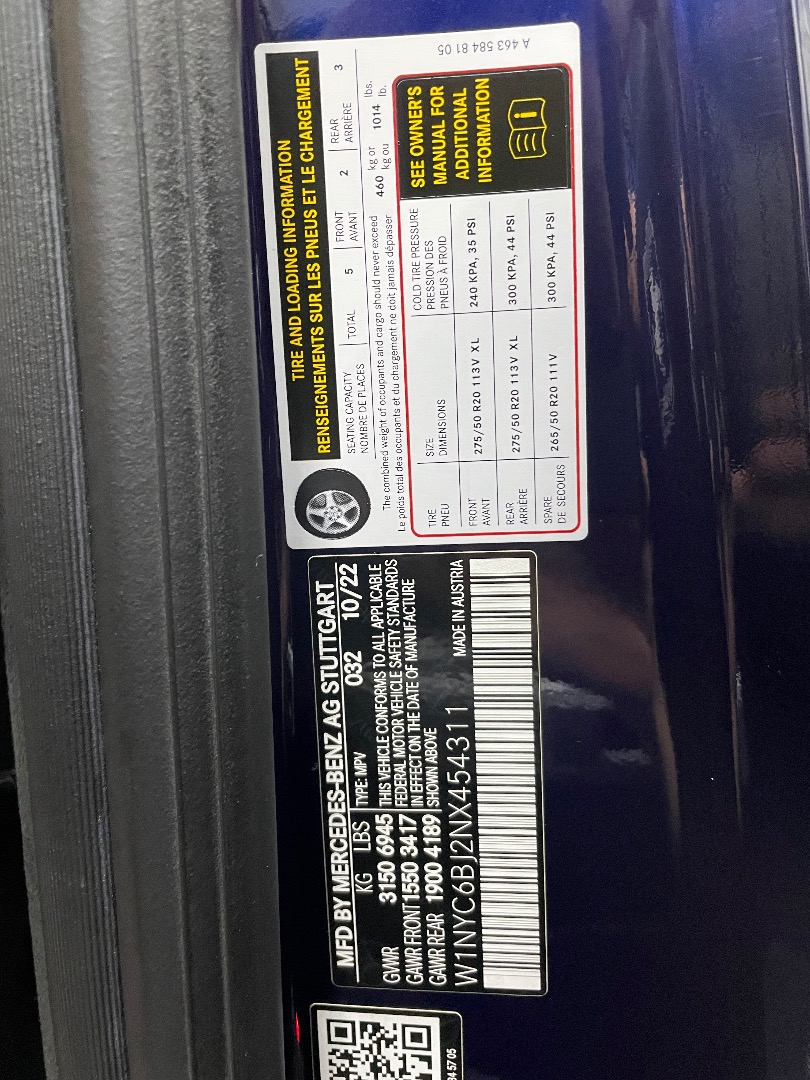 TIRE AND LOADING INFORMATION
RENSEIGNEMENTS SUR LES PNEUS ET LE CHARGEMENT
SEATING CAPACITY TOTAL 5 FRONT 2 REAR 3
NOMBRE DE PLACES AVANT ARRIÈRE
The combined weight of occupants and cargo should never exceed 460 kg or 1014 lbs.
Le poids total des occupants et du chargement ne doit jamais dépasser kg ou lb.
TIRE SIZE COLD TIRE PRESSURE
PNEU DIMENSIONS PRESSION DES
PNEUS À FROID
FRONT 275/50 R20 113V XL 240 KPA, 35 PSI
AVANT
REAR 275/50 R20 113V XL 300 KPA, 44 PSI
ARRIÈRE
SPARE 265/50 R20 111V 300 KPA, 44 PSI
DE SECOURS
SEE OWNER'S
MANUAL FOR
ADDITIONAL
INFORMATION
A 463 584 81 05
MFD BY MERCEDES-BENZ AG STUTTGART
KG LBS TYPE: MPV 032 10/22
GVWR 3150 6945 THIS VEHICLE CONFORMS TO ALL APPLICABLE
GAWR FRONT 1550 3417 FEDERAL MOTOR VEHICLE SAFETY STANDARDS
GAWR REAR 1900 4189 IN EFFECT ON THE DATE OF MANUFACTURE
SHOWN ABOVE
W1NYC6BJ2NX454311 MADE IN AUSTRIA
84 57 05